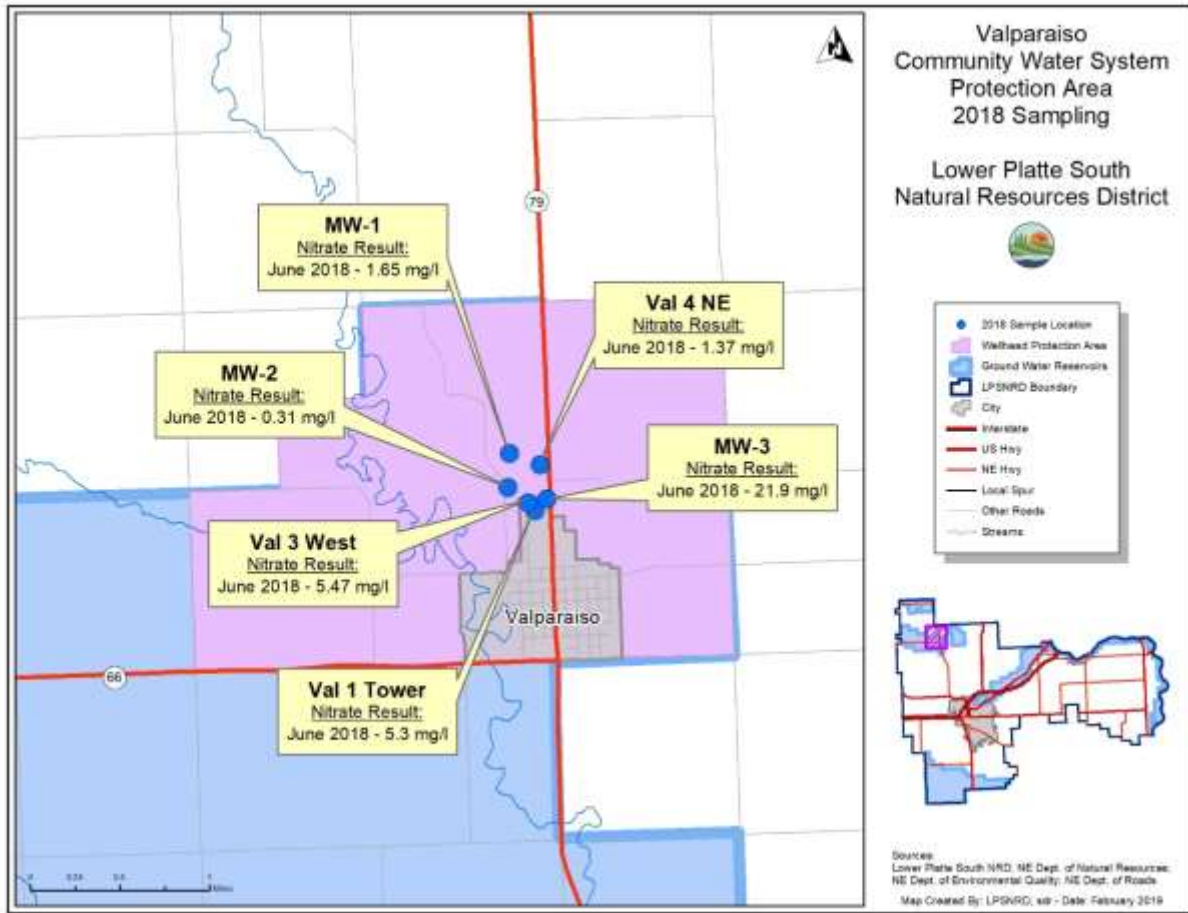 Valparaiso
Community Water System
Protection Area
2018 Sampling
Lower Platte South
Natural Resources District
79
MW-1
Nitrate Result:
June 2018 - 1.65 mg/l
Val 4 NE
Nitrate Result:
June 2018 - 1.37 mg/l
MW-2
Nitrate Result:
June 2018 - 0.31 mg/l
MW-3
Nitrate Result:
June 2018 - 21.9 mg/l
Val 3 West
Nitrate Result:
June 2018 - 5.47 mg/l
Valparaiso
66
Val 1 Tower
Nitrate Result:
June 2018 - 5.3 mg/l
2018 Sample Location
Wellhead Protection Area
Ground Water Reservoirs
LPSNRD Boundary
City
Interstate
US Hwy
NE Hwy
Local Spur
Other Roads
Streams
0
1
Miles
Sources:
Lower Platte South NRD; NE Dept. of Natural Resources;
NE Dept. of Environmental Quality; NE Dept. of Roads
Map Created By: LPSNRD; sdr - Date: February 2019